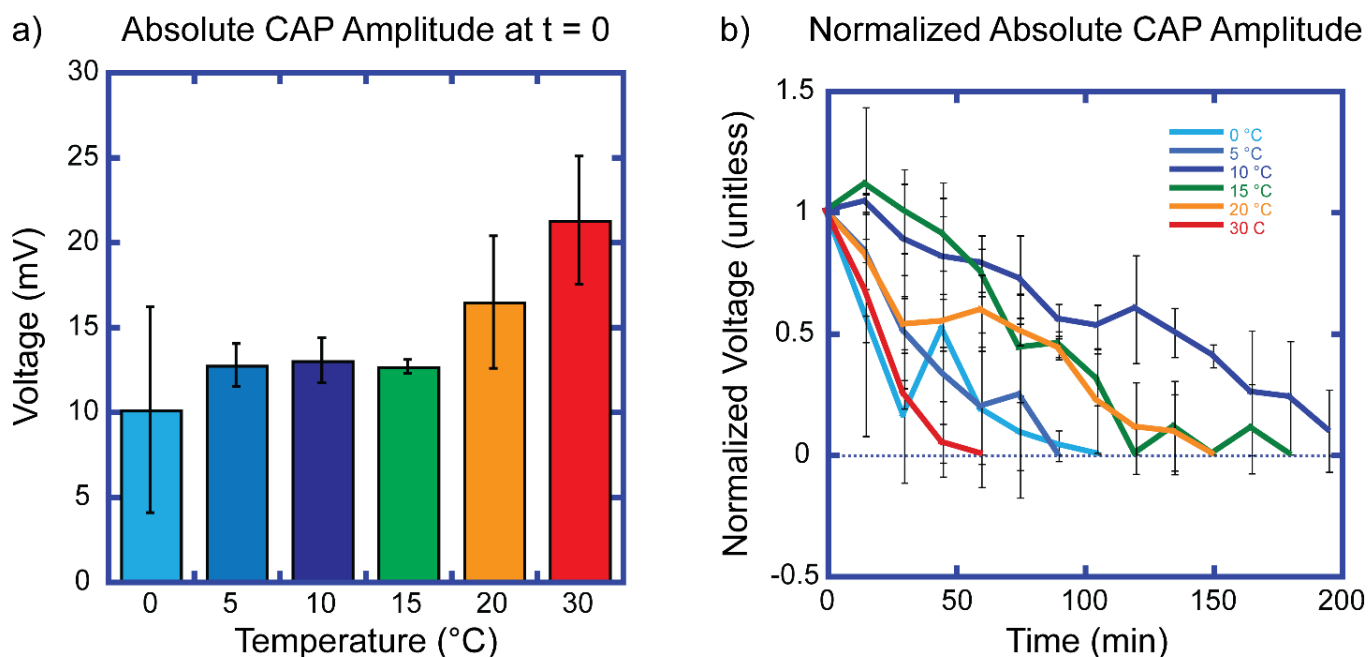 a) Absolute CAP Amplitude at t = 0
Voltage (mV)
30
25
20
15
10
5
0
0 5 10 15 20 30
Temperature (°C)
b) Normalized Absolute CAP Amplitude
Normalized Voltage (unitless)
1.5
1
0.5
0
-0.5
0 °C
5 °C
10 °C
15 °C
20 °C
30 C
0 50 100 150 200
Time (min)